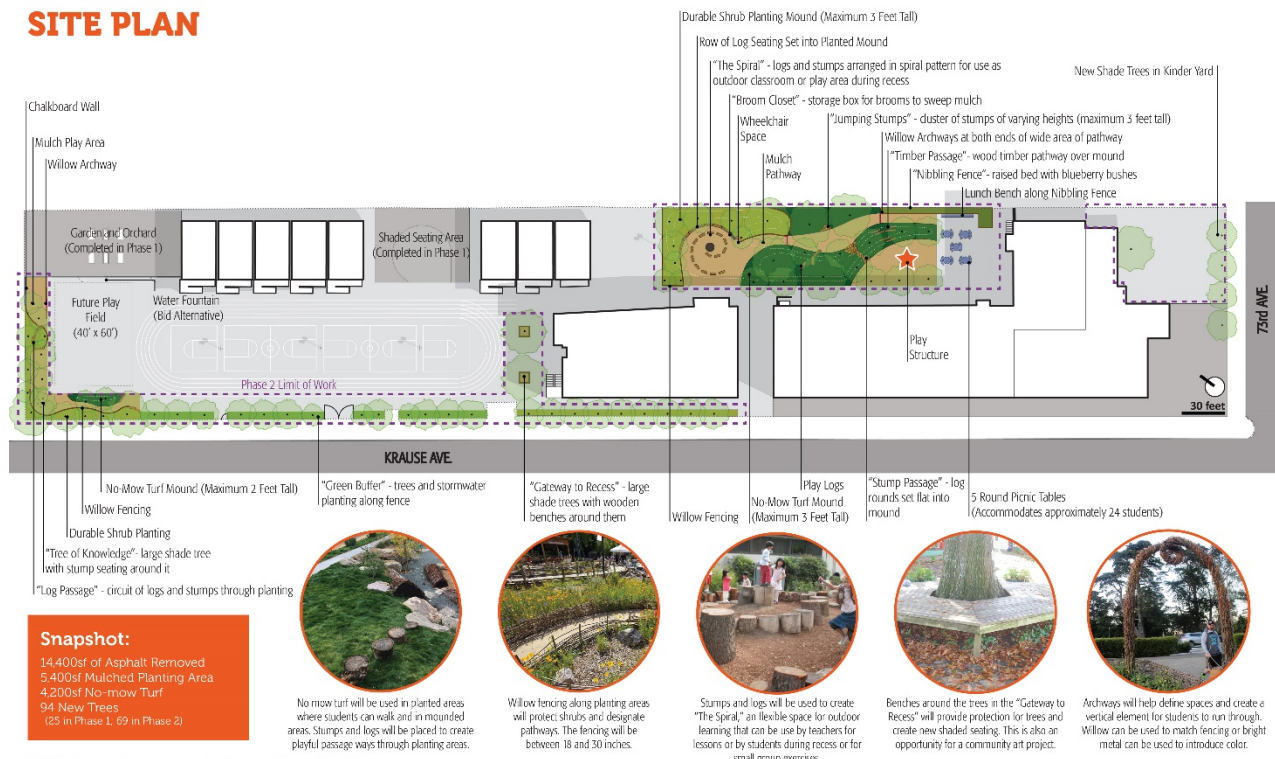 SITE PLAN
Chalkboard Wall
Mulch Play Area
Willow Archway
Durable Shrub Planting Mound (Maximum 3 Feet Tall)
Row of Log Seating Set into Planted Mound
"The Spiral" - logs and stumps arranged in spiral pattern for use as
outdoor classroom or play area during recess
"Broom Closet" - storage box for brooms to sweep mulch
Wheelchair
Space
Mulch
Pathway
"Jumping Stumps" - cluster of stumps of varying heights (maximum 3 feet tall)
Willow Archways at both ends of wide area of pathway
"Timber Passage" - wood timber pathway over mound
"Nibbling Fence" - raised bed with blueberry bushes
Lunch Bench along Nibbling Fence
New Shade Trees in Kinder Yard
Garden and Orchard
(Completed in Phase 1)
Shaded Seating Area
(Completed in Phase 1)
Future Play
Field
(40' x 60')
Water Fountain
(Bid Alternative)
Phase 2 Limit of Work
Play
Structure
73rd AVE.
30 feet
KRAUSE AVE.
No-Mow Turf Mound (Maximum 2 Feet Tall)
Willow Fencing
Durable Shrub Planting
"Tree of Knowledge"- large shade tree
with stump seating around it
"Log Passage" - circuit of logs and stumps through planting
"Green Buffer" - trees and stormwater
planting along fence
"Gateway to Recess" - large
shade trees with wooden
benches around them
Willow Fencing
Play Logs
No-Mow Turf Mound
(Maximum 3 Feet Tall)
"Stump Passage" - log
rounds set flat into
mound
5 Round Picnic Tables
(Accommodates approximately 24 students)
Snapshot:
14,400sf of Asphalt Removed
5,400sf Mulched Planting Area
4,200sf No-mow Turf
94 New Trees
(25 in Phase 1, 69 in Phase 2)
No mow turf will be used in planted areas
where students can walk and in mounded
areas. Stumps and logs will be placed to create
playful passage ways through planting areas.
Willow fencing along planting areas
will protect shrubs and designate
pathways. The fencing will be
between 18 and 30 inches.
Stumps and logs will be used to create
"The Spiral," an flexible space for outdoor
learning that can be use by teachers for
lessons or by students during recess or for
small group exercises.
Benches around the trees in the "Gateway to
Recess" will provide protection for trees and
create new shaded seating. This is also an
opportunity for a community art project.
Archways will help define spaces and create a
vertical element for students to run through.
Willow can be used to match fencing or bright
metal can be used to introduce color.